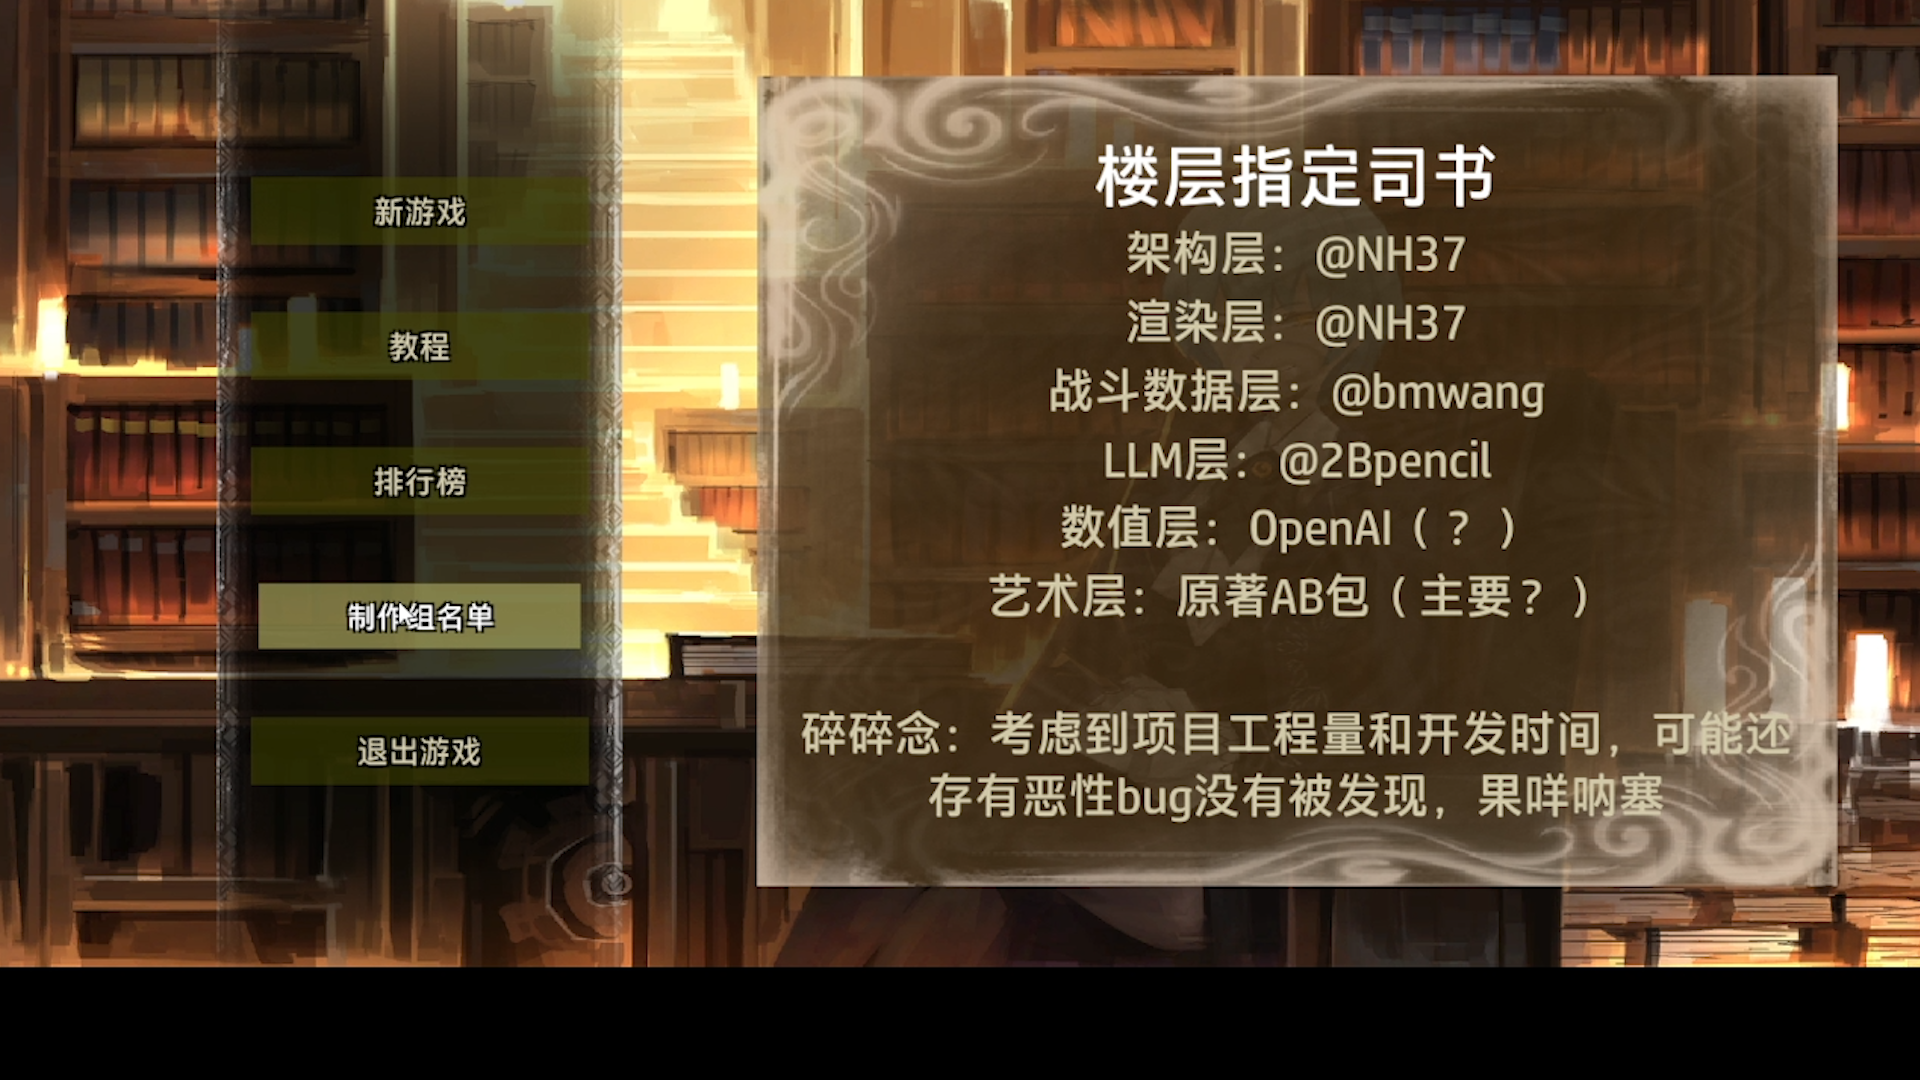 新游戏
教程
排行榜
制作组名单
退出游戏
楼层指定司书
架构层：@NH37
渲染层：@NH37
战斗数据层：@bmwang
LLM层：@2Bpencil
数值层：OpenAI（？）
艺术层：原著AB包（主要？）
碎碎念：考虑到项目工程量和开发时间，可能还
存有恶性bug没有被发现，果咩呐塞